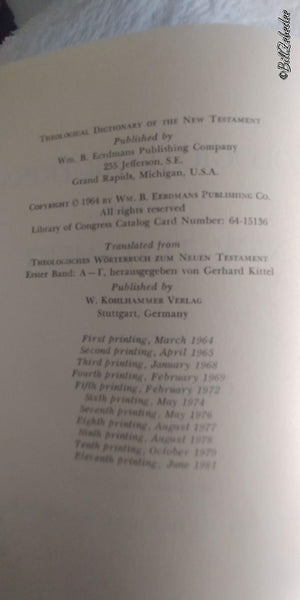 ©BillZebedee
THEOLOGICAL DICTIONARY OF THE NEW TESTAMENT
Published by
WM. B. EERDMANS PUBLISHING COMPANY
255 Jefferson, S.E.
GRAND RAPIDS, MICHIGAN, U.S.A.
COPYRIGHT © 1964 BY WM. B. EERDMANS PUBLISHING CO.
All rights reserved
Library of Congress Catalog Card Number: 64-15136
Translated from
THEOLOGISCHES WÖRTERBUCH ZUM NEUEN TESTAMENT
Erster Band: Α–Γ, herausgegeben von Gerhard Kittel
Published by
W. KOHLHAMMER VERLAG
Stuttgart, Germany
First printing, March 1964
Second printing, April 1965
Third printing, January 1968
Fourth printing, February 1969
Fifth printing, February 1972
Sixth printing, May 1974
Seventh printing, May 1976
Eighth printing, August 1977
Ninth printing, August 1978
Tenth printing, October 1979
Eleventh printing, June 1981